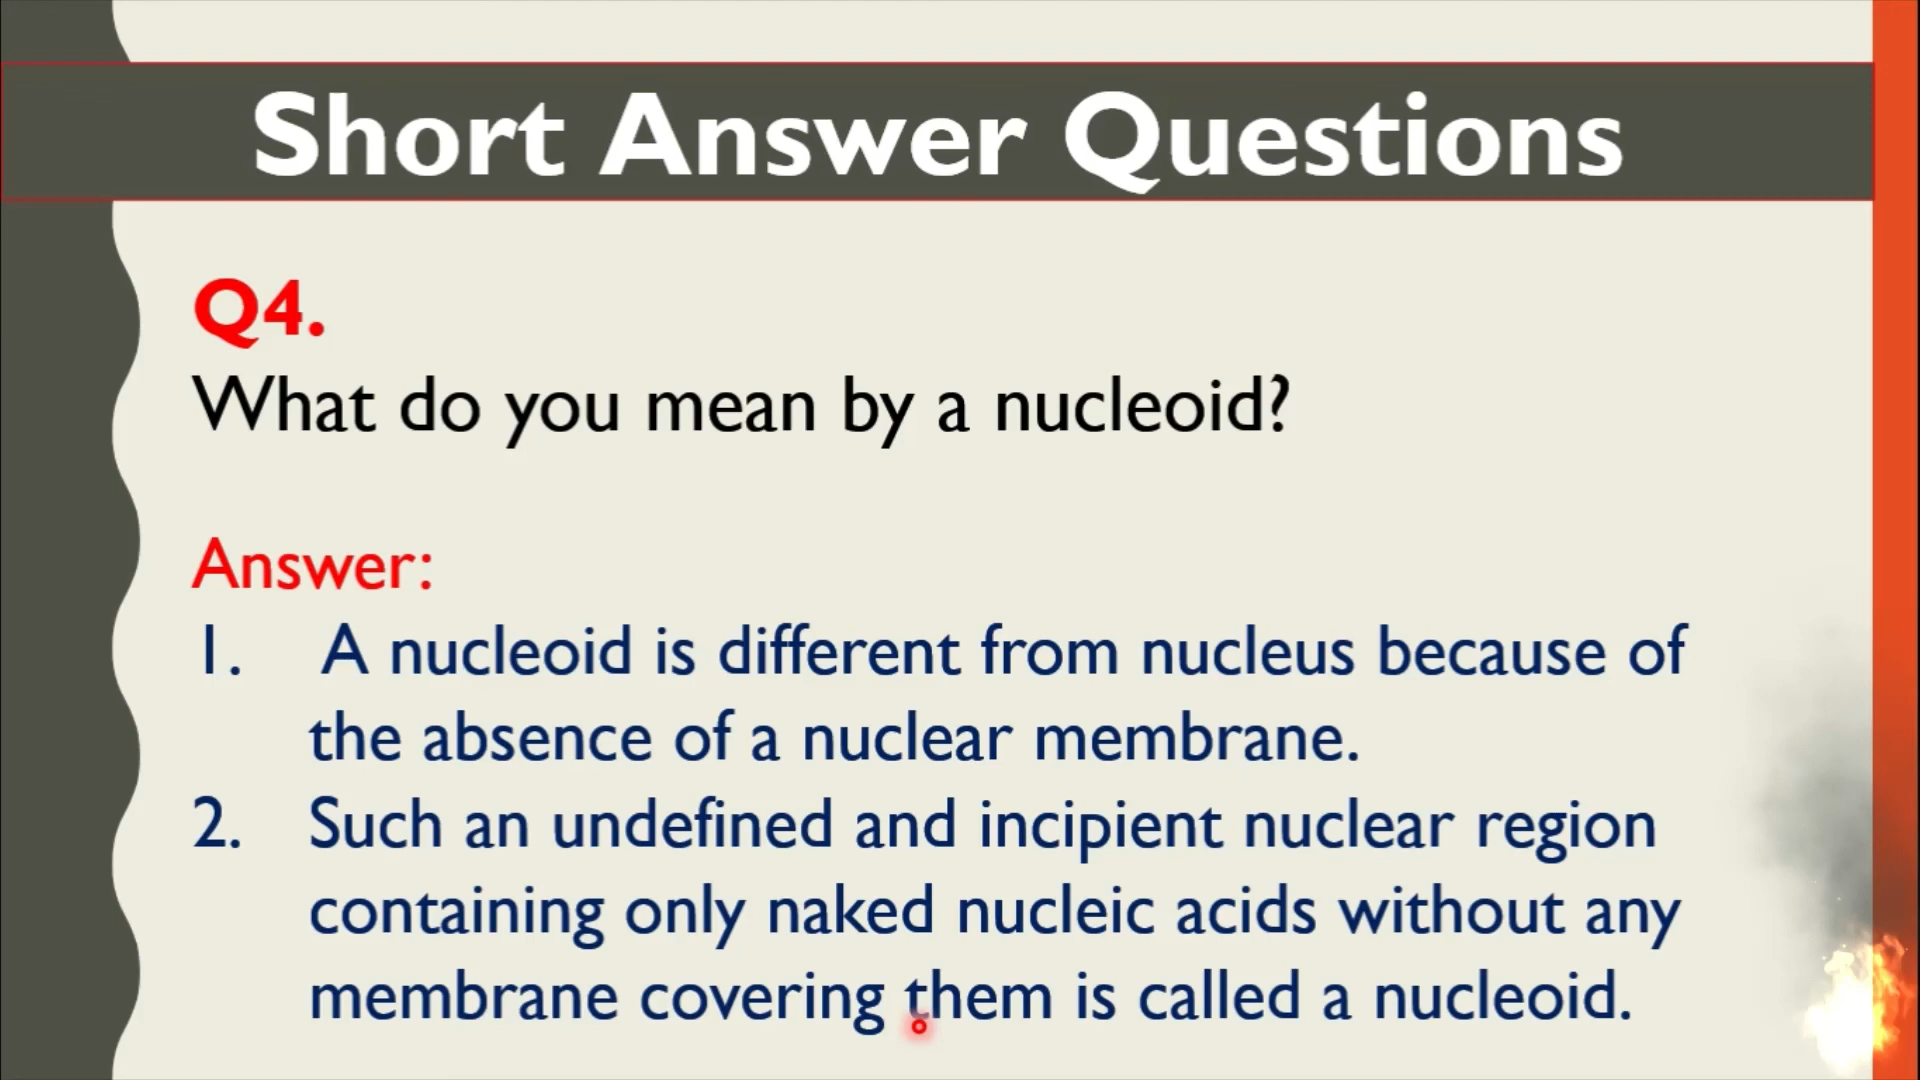 Short Answer Questions
Q4.
What do you mean by a nucleoid?
Answer:
1. A nucleoid is different from nucleus because of
the absence of a nuclear membrane.
2. Such an undefined and incipient nuclear region
containing only naked nucleic acids without any
membrane covering them is called a nucleoid.